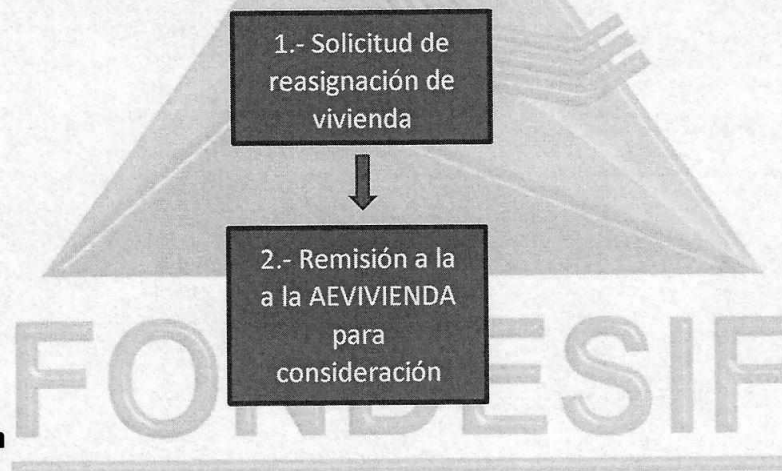 1.- Solicitud de
reasignación de
vivienda
2.- Remisión a la
a la AEVIVIENDA
para
consideración
FONDESIF